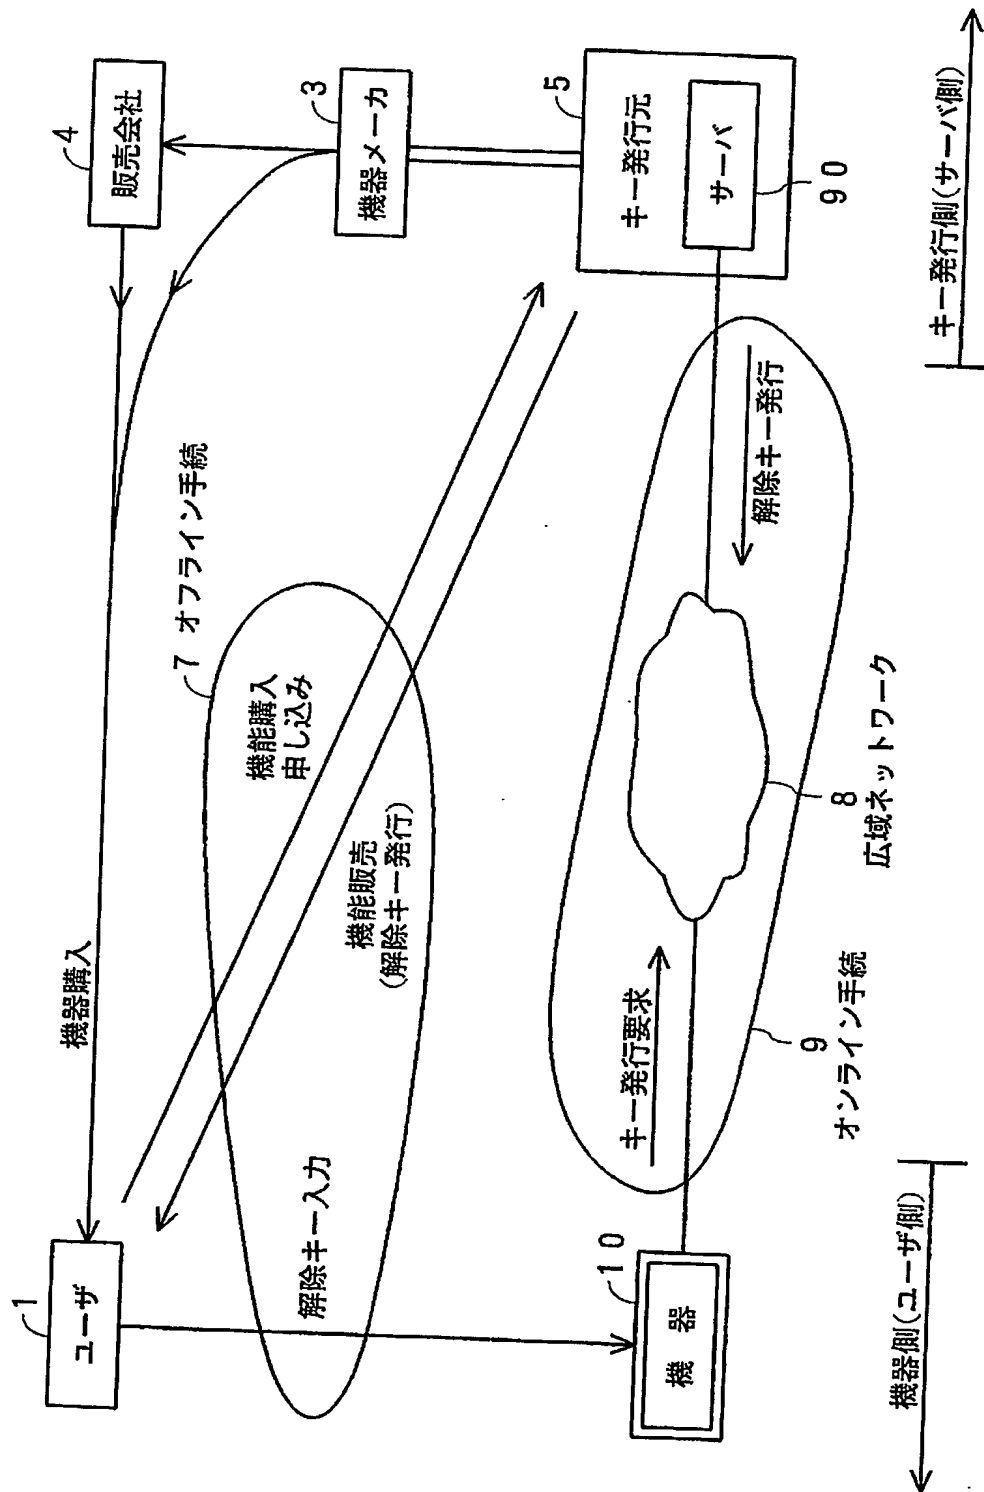 1
ユーザ
機器購入
4
販売会社
3
機器メーカ
5
キー発行元
サーバ
90
7 オフライン手続
機能購入
申し込み
機能販売
(解除キー発行)
解除キー入力
10
機器
キー発行要求
解除キー発行
8
広域ネットワーク
9
オンライン手続
機器側(ユーザ側)
キー発行側(サーバ側)